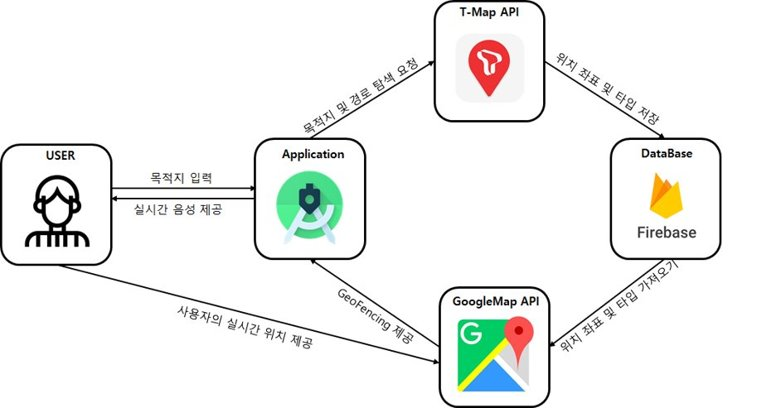 T-Map API
목적지 및 경로 탐색 요청
위치 좌표 및 타입 저장
USER
목적지 입력
실시간 음성 제공
Application
DataBase
Firebase
사용자의 실시간 위치 제공
GeoFencing 제공
GoogleMap API
G
위치 좌표 및 타입 가져오기